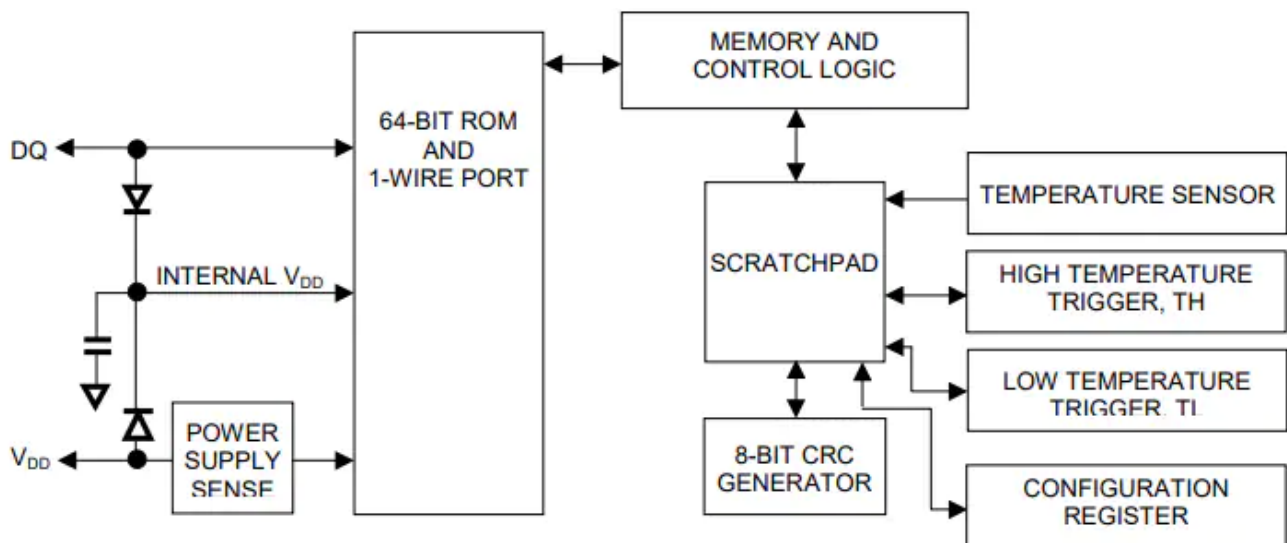 MEMORY AND
CONTROL LOGIC
64-BIT ROM
AND
1-WIRE PORT
DQ
TEMPERATURE SENSOR
SCRATCHPAD
INTERNAL VDD
HIGH TEMPERATURE
TRIGGER, TH
LOW TEMPERATURE
TRIGGER, TL
POWER
SUPPLY
SENSE
VDD
8-BIT CRC
GENERATOR
CONFIGURATION
REGISTER